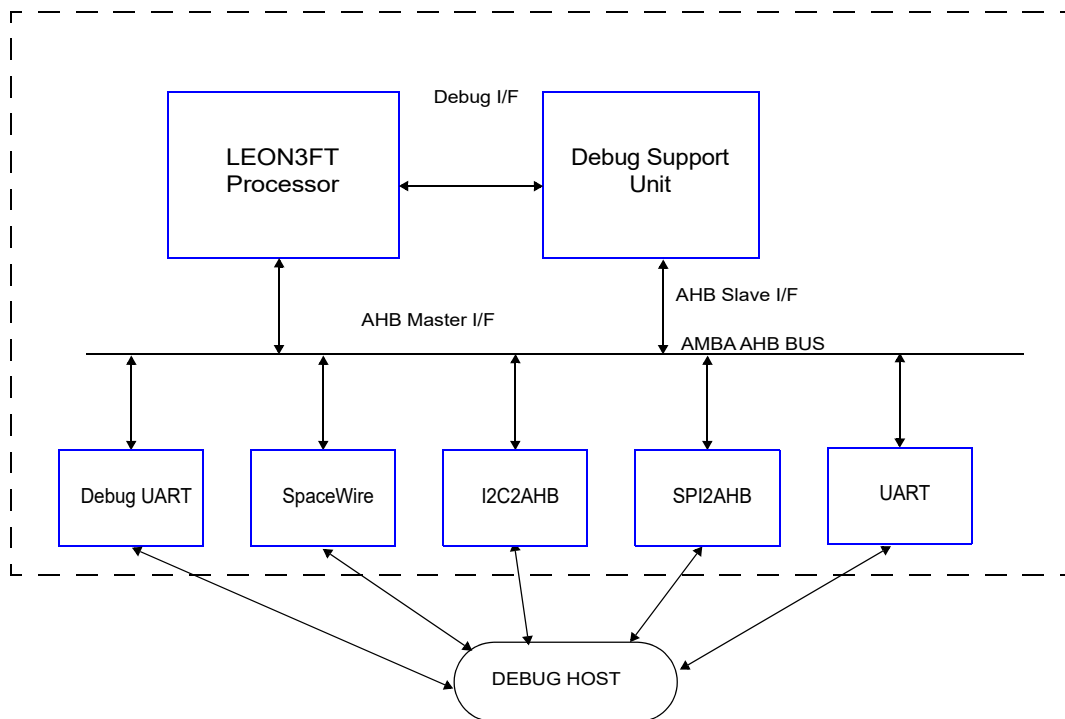 Debug I/F
LEON3FT
Processor
Debug Support
Unit
AHB Slave I/F
AHB Master I/F
AMBA AHB BUS
Debug UART
SpaceWire
I2C2AHB
SPI2AHB
UART
DEBUG HOST